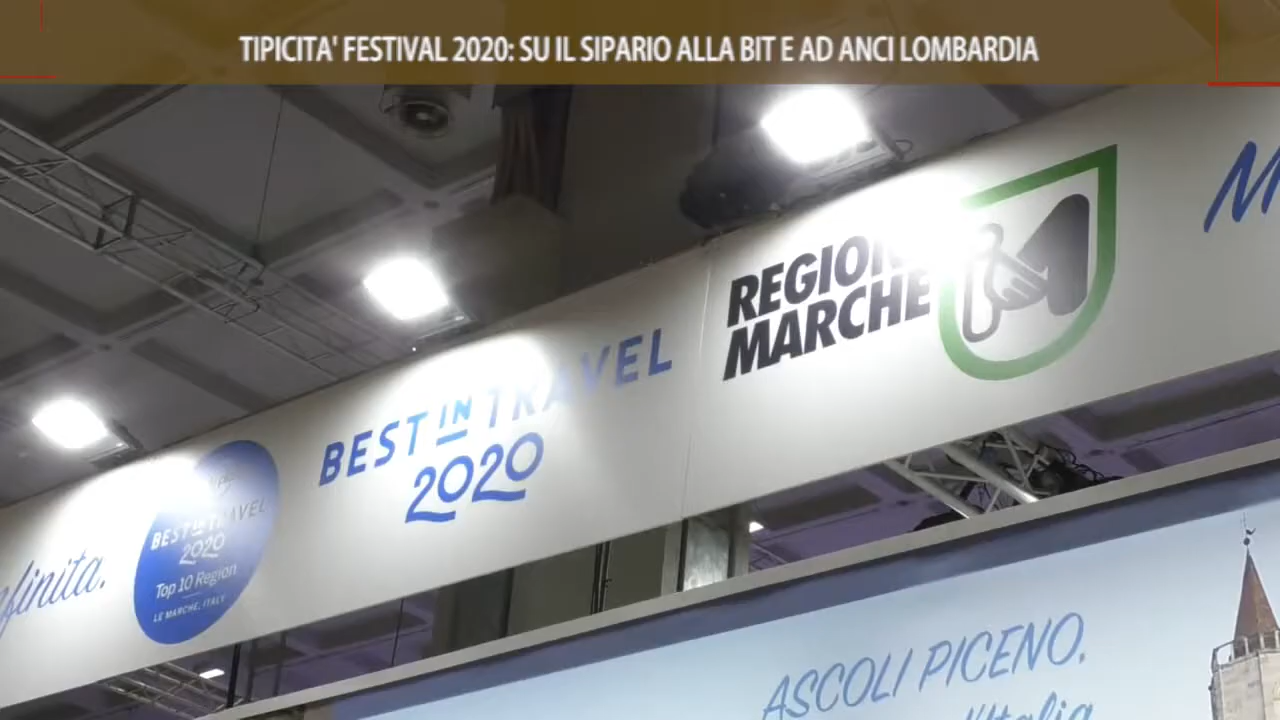 TIPICITA' FESTIVAL 2020: SU IL SIPARIO ALLA BIT E AD ANCI LOMBARDIA
BEST IN TRAVEL
2020
REGIONE
MARCHE
BEST IN TRAVEL
2020
Top 10 Region
LE MARCHE, ITALY
ASCOLI PICENO.
l'Italia